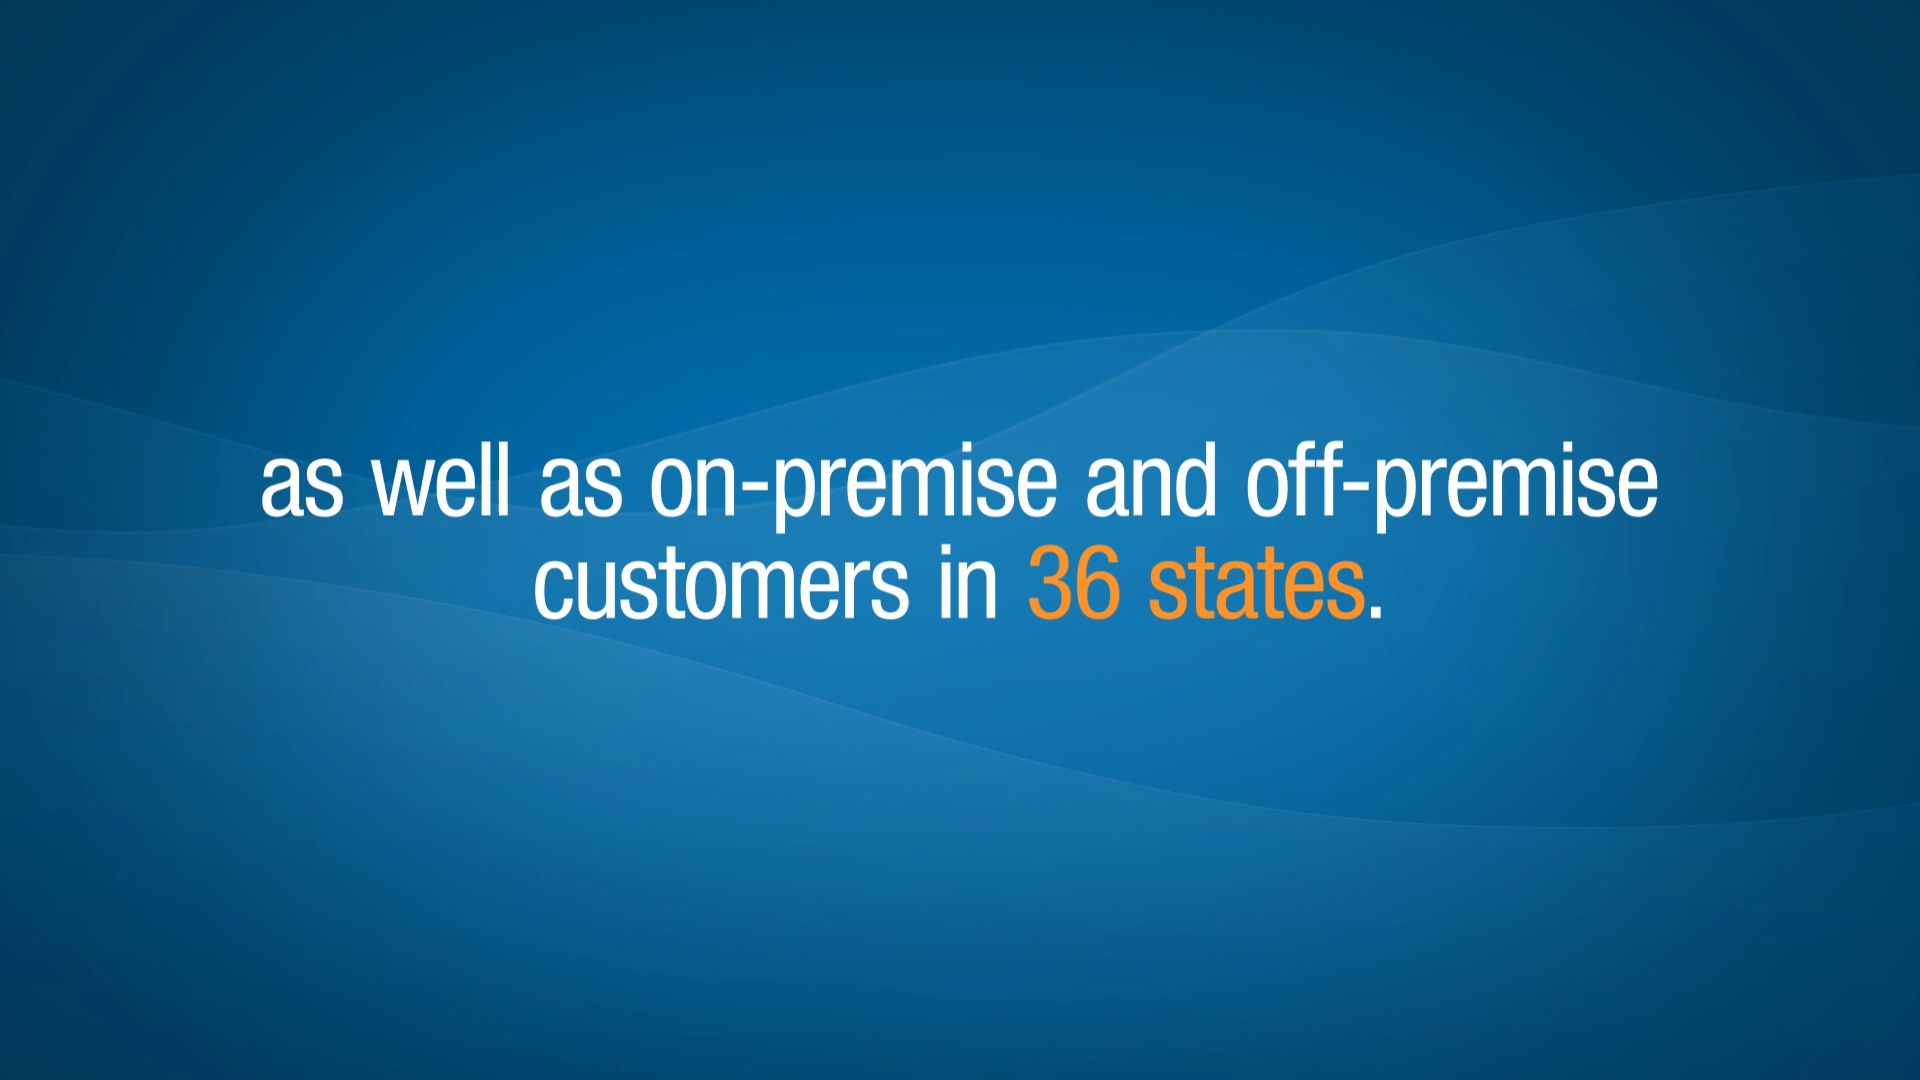 as well as on-premise and off-premise
customers in 36 states.